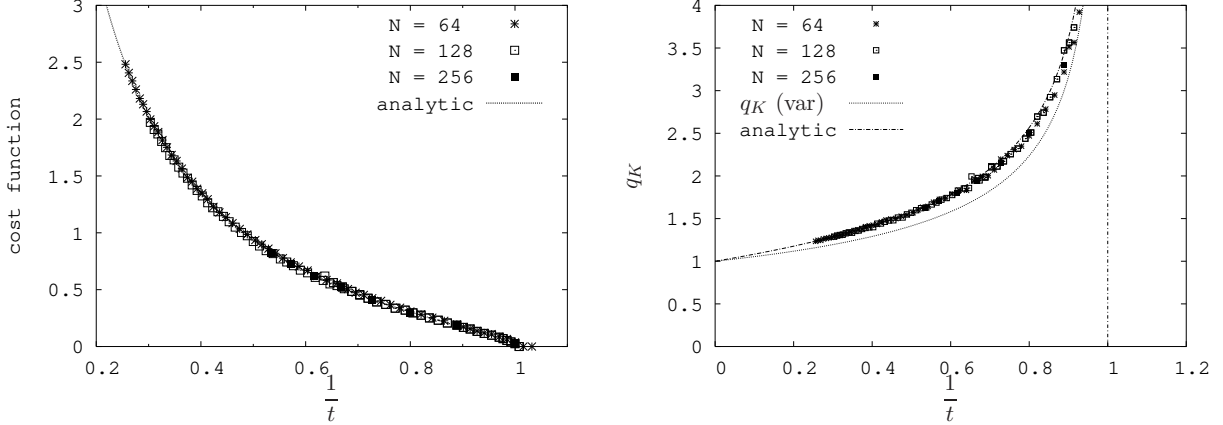 3
2.5
2
1.5
1
0.5
0
cost function
N = 64
N = 128
N = 256
analytic
0.2 0.4 0.6 0.8 1
1
t
4
3.5
3
2.5
2
1.5
1
0.5
0
q_K
N = 64
N = 128
N = 256
q_K (var)
analytic
0 0.2 0.4 0.6 0.8 1 1.2
1
t